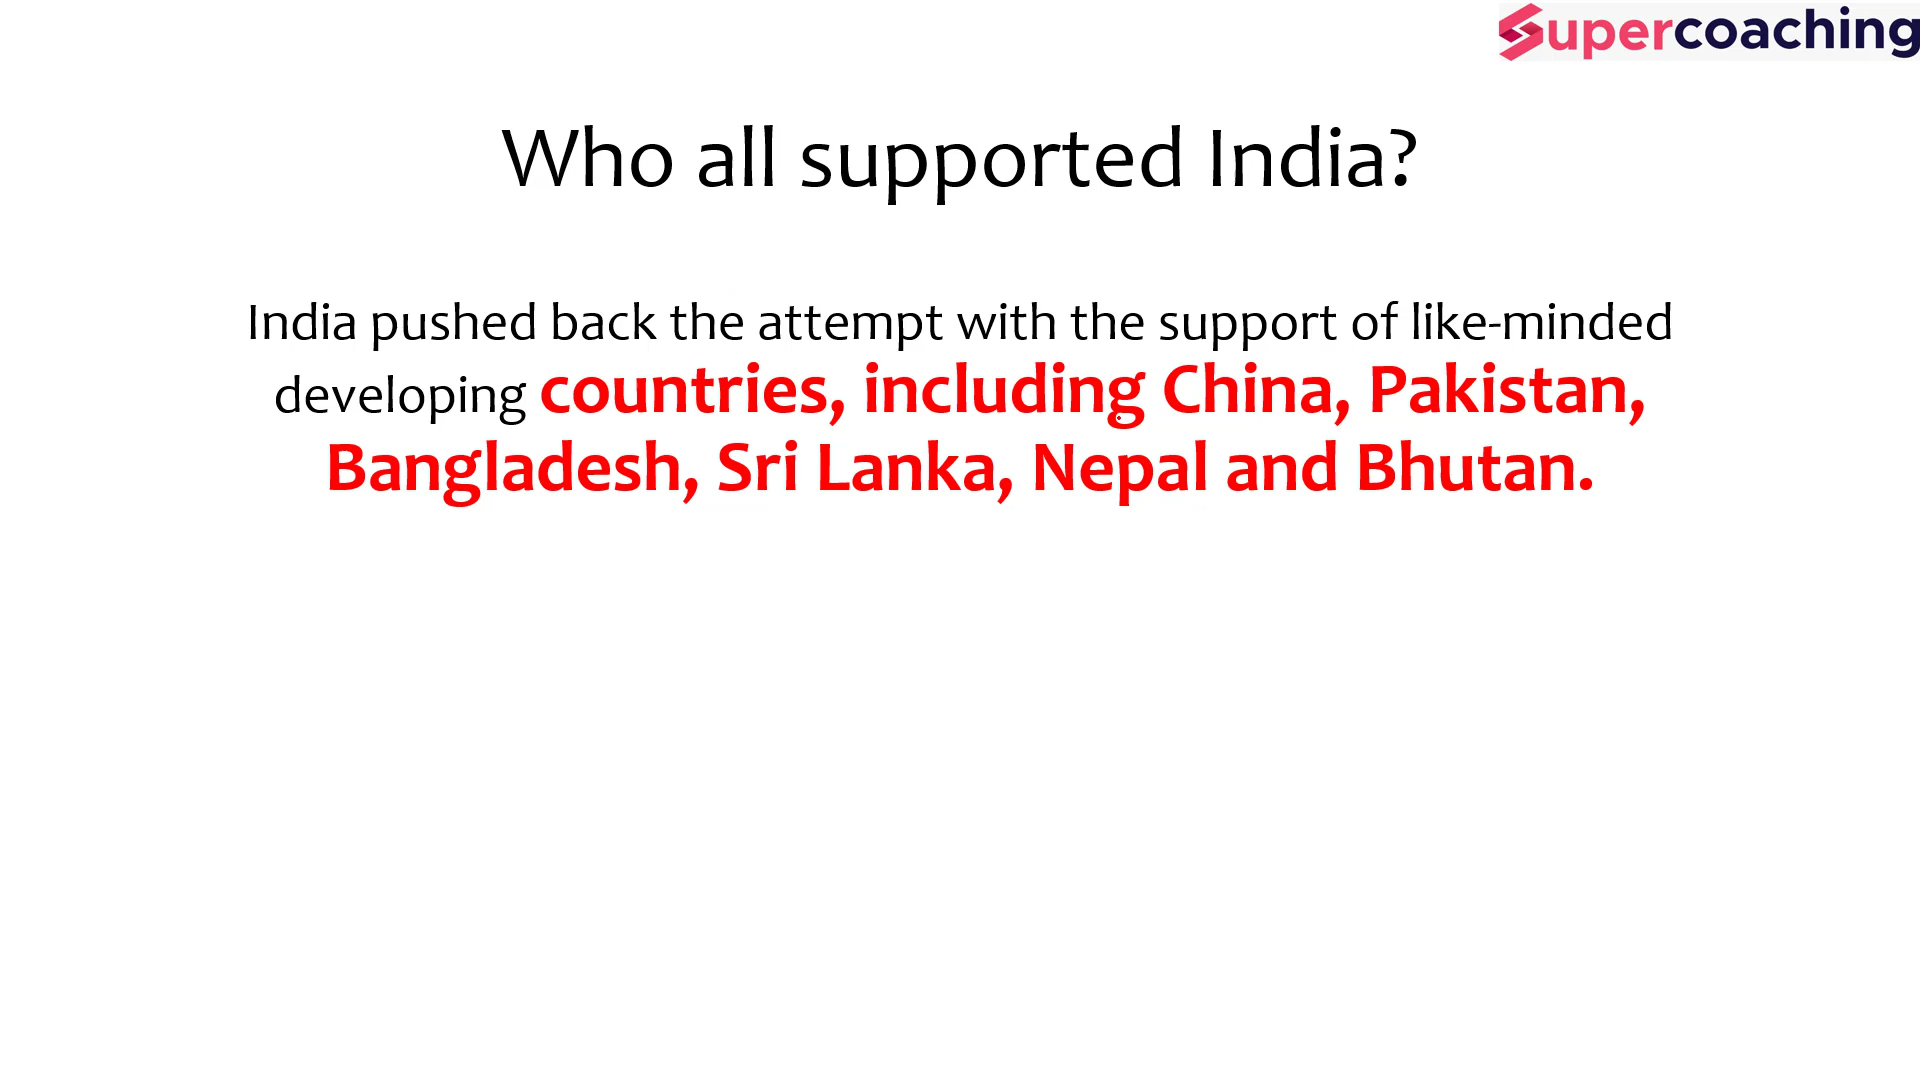 Supercoaching
Who all supported India?
India pushed back the attempt with the support of like-minded
developing countries, including China, Pakistan,
Bangladesh, Sri Lanka, Nepal and Bhutan.